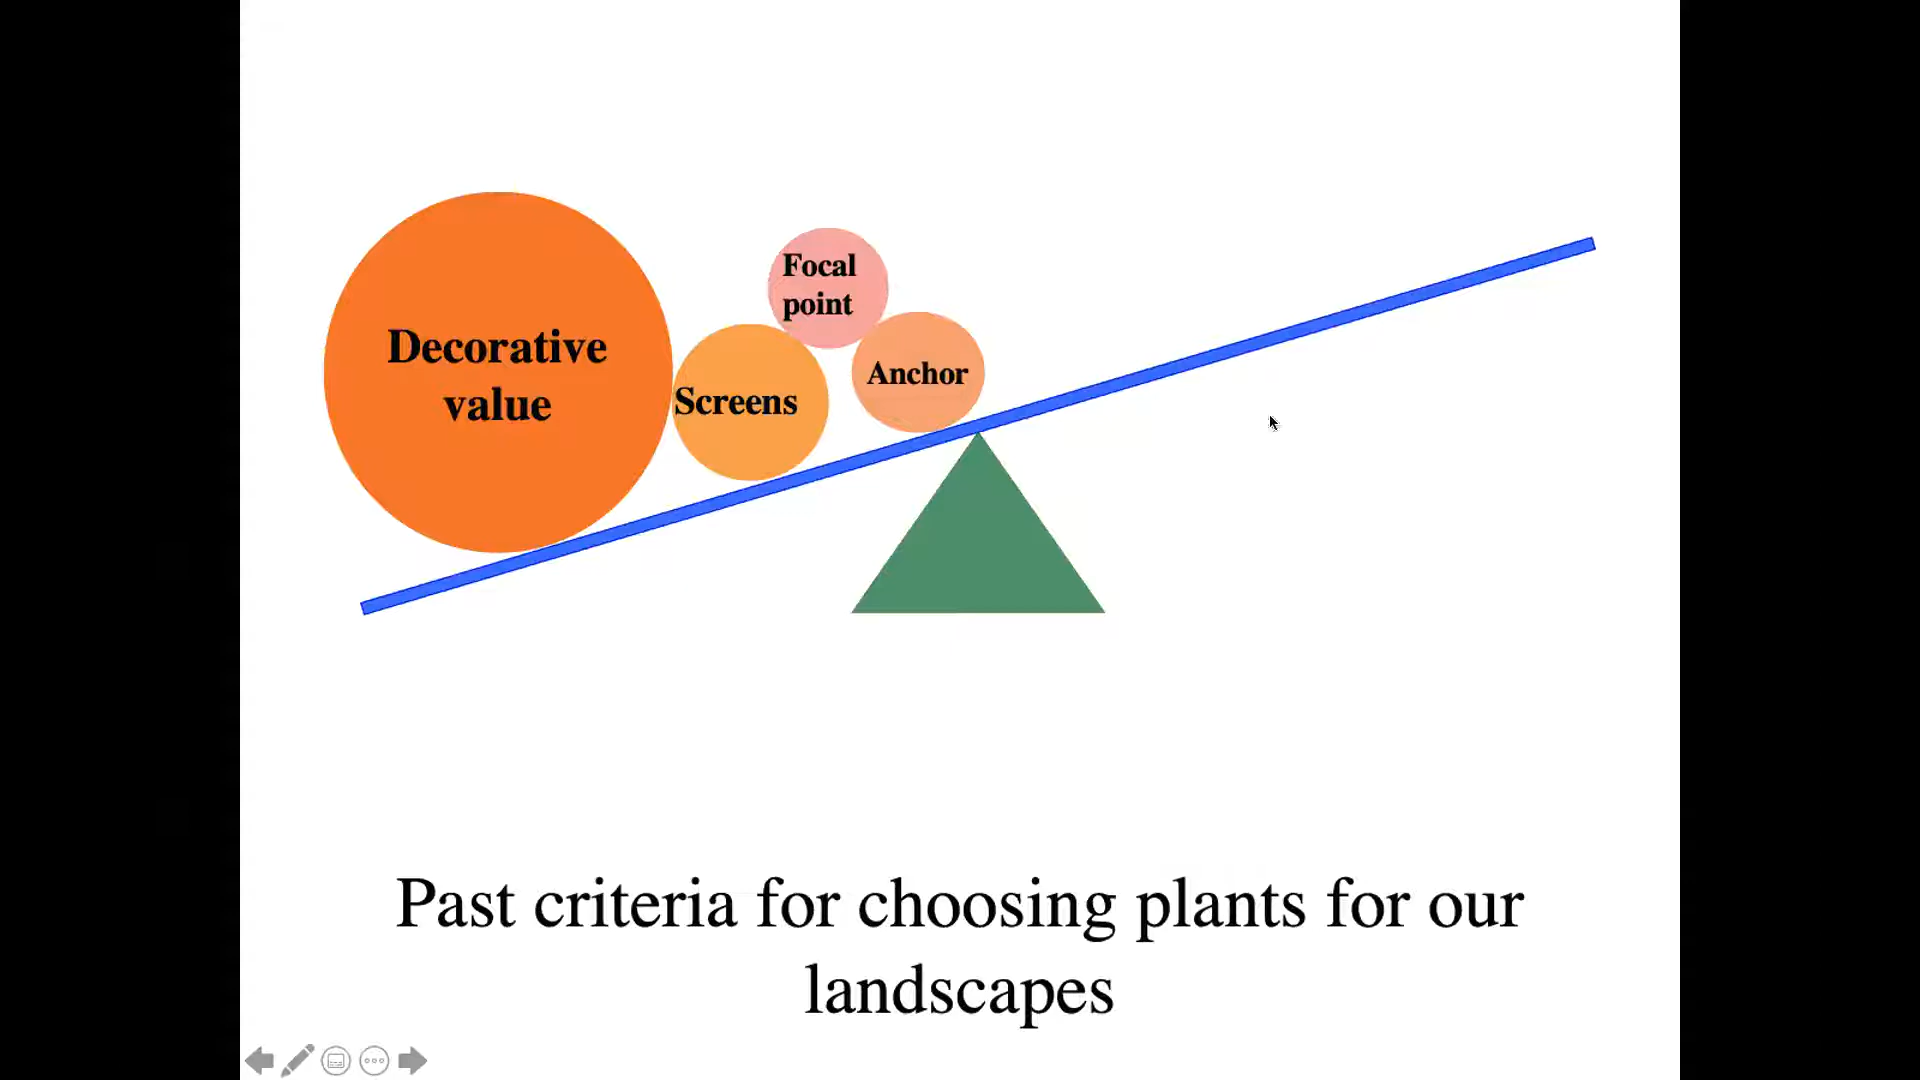 Decorative
value
Screens
Focal
point
Anchor
Past criteria for choosing plants for our
landscapes